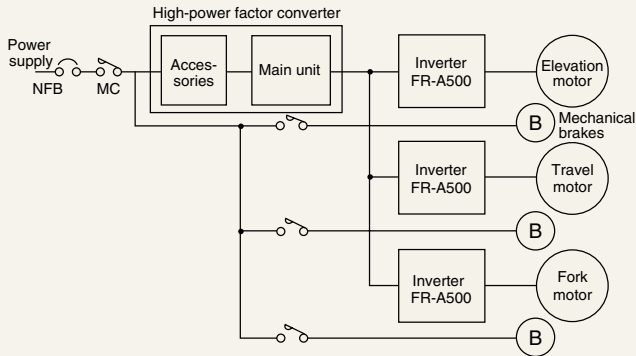 High-power factor converter
Power
supply
NFB
MC
Acces-
sories
Main unit
Inverter
FR-A500
Elevation
motor
B
Mechanical
brakes
Inverter
FR-A500
Travel
motor
B
Inverter
FR-A500
Fork
motor
B